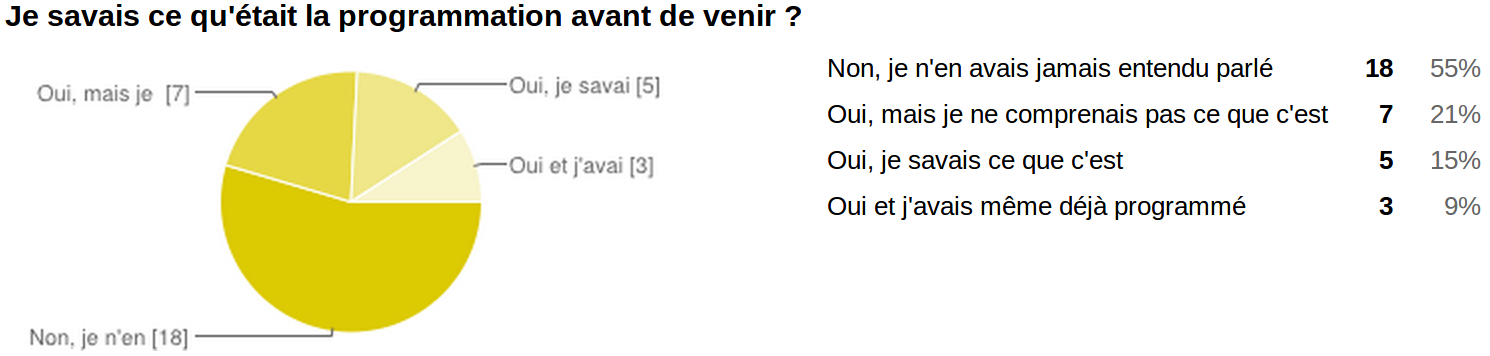 Je savais ce qu'était la programmation avant de venir ?
Oui, mais je  [7]
Oui, je savai [5]
Oui et j'avai [3]
Non, je n'en [18]
Non, je n'en avais jamais entendu parlé 18 55%
Oui, mais je ne comprenais pas ce que c'est 7 21%
Oui, je savais ce que c'est 5 15%
Oui et j'avais même déjà programmé 3 9%